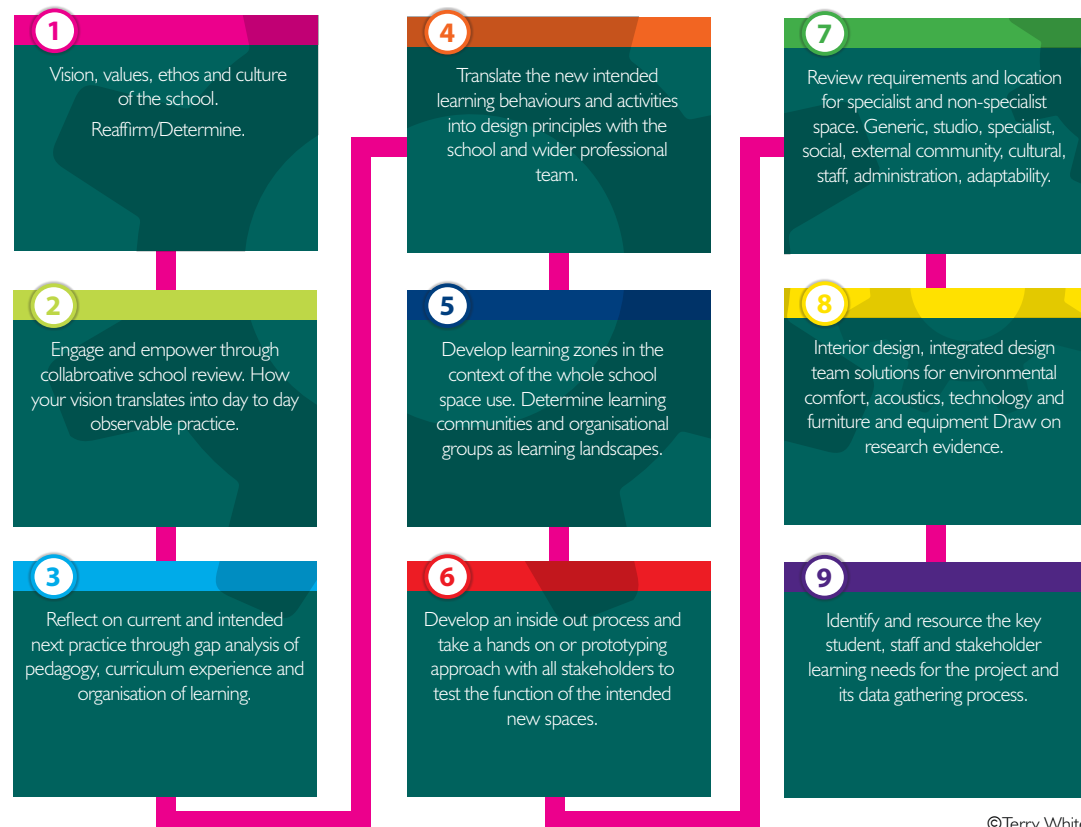 1
Vision, values, ethos and culture
of the school.
Reaffirm/Determine.
2
Engage and empower through
collabroative school review. How
your vision translates into day to day
observable practice.
3
Reflect on current and intended
next practice through gap analysis of
pedagogy, curriculum experience and
organisation of learning.
4
Translate the new intended
learning behaviours and activities
into design principles with the
school and wider professional
team.
5
Develop learning zones in the
context of the whole school
space use. Determine learning
communities and organisational
groups as learning landscapes.
6
Develop an inside out process and
take a hands on or prototyping
approach with all stakeholders to
test the function of the intended
new spaces.
7
Review requirements and location
for specialist and non-specialist
space. Generic, studio, specialist,
social, external community, cultural,
staff, administration, adaptability.
8
Interior design, integrated design
team solutions for environmental
comfort, acoustics, technology and
furniture and equipment Draw on
research evidence.
9
Identify and resource the key
student, staff and stakeholder
learning needs for the project and
its data gathering process.
©Terry White